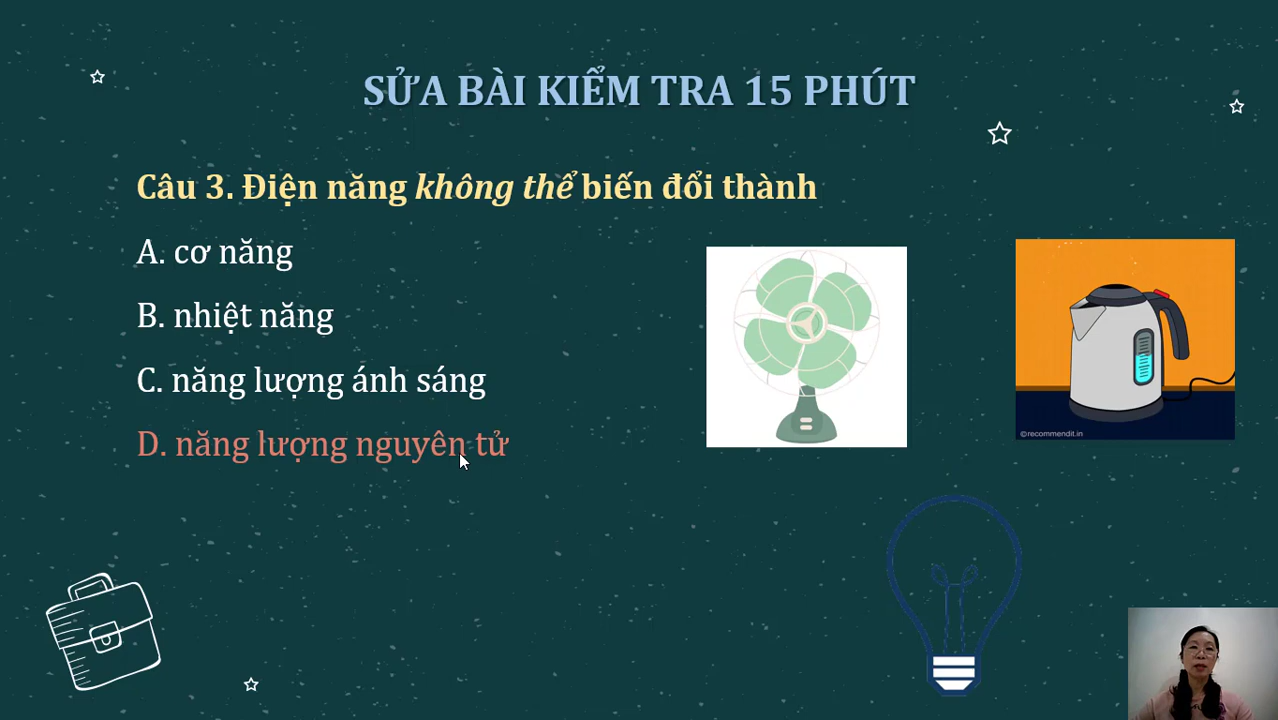 SỬA BÀI KIỂM TRA 15 PHÚT
Câu 3. Điện năng không thể biến đổi thành
A. cơ năng
B. nhiệt năng
C. năng lượng ánh sáng
D. năng lượng nguyên tử
©recommendit.in